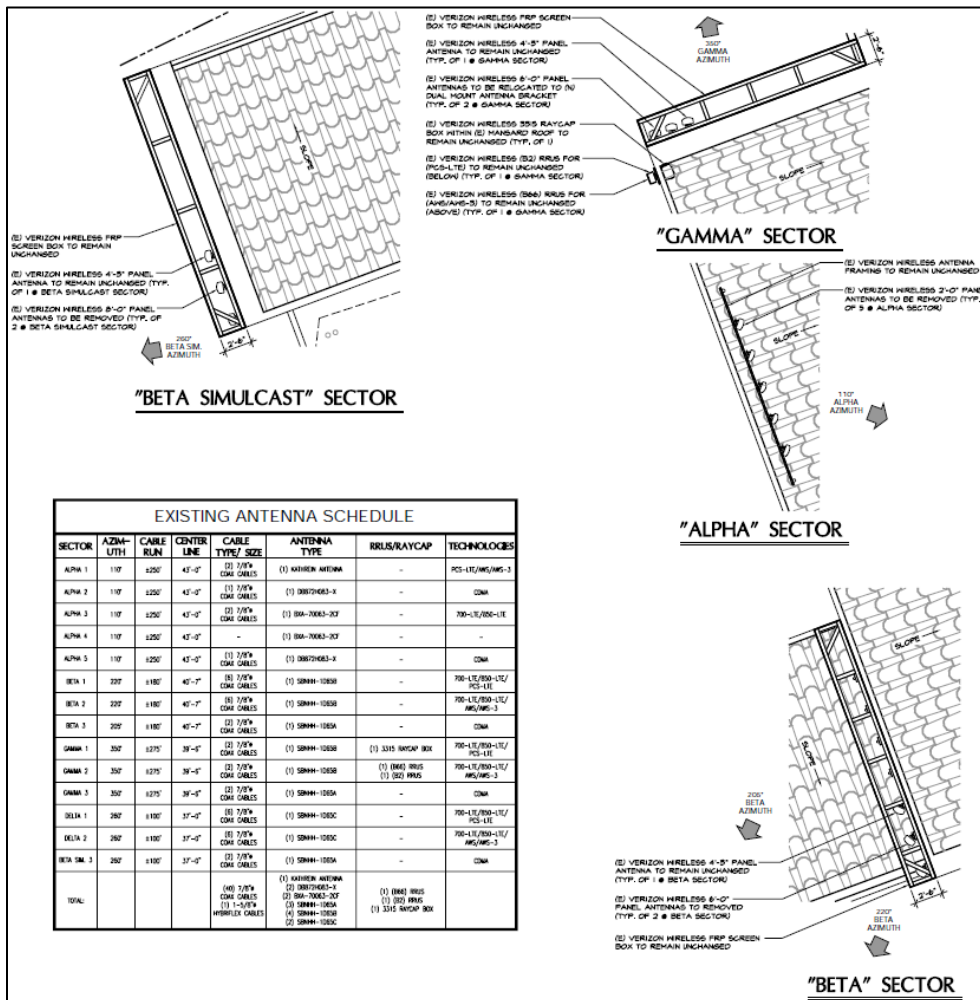 (E) VERIZON WIRELESS FRP
SCREEN BOX TO REMAIN
UNCHANGED
(E) VERIZON WIRELESS 4'-5" PANEL
ANTENNA TO REMAIN UNCHANGED (TYP.
OF 1 @ BETA SIMULCAST SECTOR)
(E) VERIZON WIRELESS 8'-0" PANEL
ANTENNAS TO BE REMOVED (TYP. OF
2 @ BETA SIMULCAST SECTOR)
SLOPE
260°
BETA SIM.
AZIMUTH
2'-6"
"BETA SIMULCAST" SECTOR
(E) VERIZON WIRELESS FRP SCREEN
BOX TO REMAIN UNCHANGED
(E) VERIZON WIRELESS 4'-5" PANEL
ANTENNA TO REMAIN UNCHANGED
(TYP. OF 1 @ GAMMA SECTOR)
(E) VERIZON WIRELESS 6'-0" PANEL
ANTENNAS TO BE RELOCATED TO (N)
DUAL MOUNT ANTENNA BRACKET
(TYP. OF 2 @ GAMMA SECTOR)
(E) VERIZON WIRELESS 3315 RAYCAP
BOX WITHIN (E) MANSARD ROOF TO
REMAIN UNCHANGED (TYP. OF 1)
(E) VERIZON WIRELESS (B2) RRUS FOR
(PCS-LTE) TO REMAIN UNCHANGED
(BELOW) (TYP. OF 1 @ GAMMA SECTOR)
(E) VERIZON WIRELESS (B66) RRUS FOR
(AWS/AWS-3) TO REMAIN UNCHANGED
(ABOVE) (TYP. OF 1 @ GAMMA SECTOR)
350°
GAMMA
AZIMUTH
2'-6"
SLOPE
"GAMMA" SECTOR
(E) VERIZON WIRELESS ANTENNA
FRAMING TO REMAIN UNCHANGED
(E) VERIZON WIRELESS 2'-0" PANE
ANTENNAS TO BE REMOVED (TYP.
OF 5 @ ALPHA SECTOR)
SLOPE
110°
ALPHA
AZIMUTH
"ALPHA" SECTOR
EXISTING ANTENNA SCHEDULE
SECTOR AZIM-UTH CABLE RUN CENTER LINE CABLE TYPE/ SIZE ANTENNA TYPE RRUS/RAYCAP TECHNOLOGIES
ALPHA 1 110° ±250' 43'-0" (2) 7/8"ø COAX CABLES (1) KATHREIN ANTENNA - PCS-LTE/AWS/AWS-3
ALPHA 2 110° ±250' 43'-0" (1) 7/8"ø COAX CABLES (1) DB872H083-X - CDMA
ALPHA 3 110° ±250' 43'-0" (2) 7/8"ø COAX CABLES (1) BXA-70063-2CF - 700-LTE/850-LTE
ALPHA 4 110° ±250' 43'-0" - (1) BXA-70063-2CF - -
ALPHA 5 110° ±250' 43'-0" (1) 7/8"ø COAX CABLES (1) DB872H083-X - CDMA
BETA 1 220° ±180' 40'-7" (6) 7/8"ø COAX CABLES (1) SBNHH-1D65B - 700-LTE/850-LTE/ PCS-LTE
BETA 2 220° ±180' 40'-7" (6) 7/8"ø COAX CABLES (1) SBNHH-1D65B - 700-LTE/850-LTE/ AWS/AWS-3
BETA 3 205° ±180' 40'-7" (2) 7/8"ø COAX CABLES (1) SBNHH-1D65A - CDMA
GAMMA 1 350° ±275' 39'-6" (2) 7/8"ø COAX CABLES (1) SBNHH-1D65B (1) 3315 RAYCAP BOX 700-LTE/850-LTE/ PCS-LTE
GAMMA 2 350° ±275' 39'-6" (2) 7/8"ø COAX CABLES (1) SBNHH-1D65B (1) (B66) RRUS (1) (B2) RRUS 700-LTE/850-LTE/ AWS/AWS-3
GAMMA 3 350° ±275' 39'-6" (2) 7/8"ø COAX CABLES (1) SBNHH-1D65A - CDMA
DELTA 1 260° ±100' 37'-0" (6) 7/8"ø COAX CABLES (1) SBNHH-1D65C - 700-LTE/850-LTE/ PCS-LTE
DELTA 2 260° ±100' 37'-0" (6) 7/8"ø COAX CABLES (1) SBNHH-1D65C - 700-LTE/850-LTE/ AWS/AWS-3
BETA SIM. 3 260° ±100' 37'-0" (2) 7/8"ø COAX CABLES (1) SBNHH-1D65A - CDMA
TOTAL: (40) 7/8"ø COAX CABLES (1) 1-5/8"ø HYBRIFLEX CABLES (1) KATHREIN ANTENNA (2) DB872H083-X (2) BXA-70063-2CF (3) SBNHH-1D65A (4) SBNHH-1D65B (2) SBNHH-1D65C (1) (B66) RRUS (1) (B2) RRUS (1) 3315 RAYCAP BOX
SLOPE
SLOPE
205°
BETA
AZIMUTH
(E) VERIZON WIRELESS 4'-5" PANEL
ANTENNA TO REMAIN UNCHANGED
(TYP. OF 1 @ BETA SECTOR)
(E) VERIZON WIRELESS 6'-0"
PANEL ANTENNAS TO REMOVED
(TYP. OF 2 @ BETA SECTOR)
(E) VERIZON WIRELESS FRP SCREEN
BOX TO REMAIN UNCHANGED
2'-6"
220°
BETA
AZIMUTH
"BETA" SECTOR